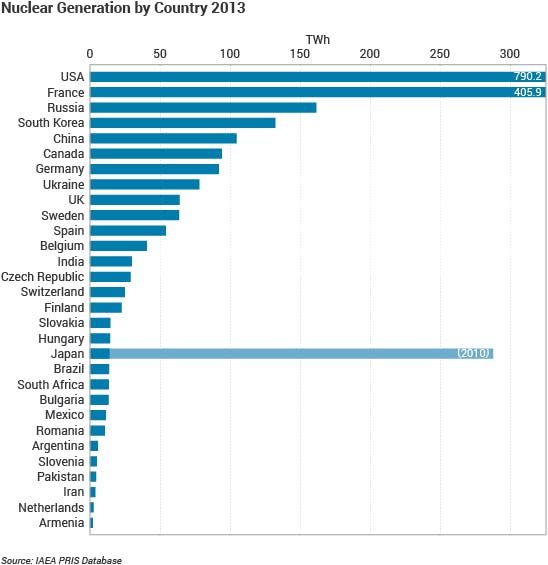 Nuclear Generation by Country 2013
TWh
0 50 100 150 200 250 300
USA 790.2
France 405.9
Russia
South Korea
China
Canada
Germany
Ukraine
UK
Sweden
Spain
Belgium
India
Czech Republic
Switzerland
Finland
Slovakia
Hungary
Japan (2010)
Brazil
South Africa
Bulgaria
Mexico
Romania
Argentina
Slovenia
Pakistan
Iran
Netherlands
Armenia
Source: IAEA PRIS Database